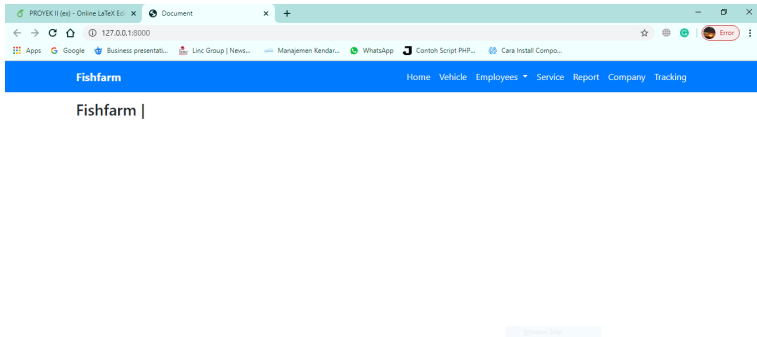 PROYEK II (es) - Online LaTeX Edi
Document
127.0.0.1:8000
Error
Apps
Google
Business presentati...
Linc Group | News...
Manajemen Kendar...
WhatsApp
Contoh Script PHP...
Cara Install Compo...
Fishfarm
Home Vehicle Employees Service Report Company Tracking
Fishfarm |